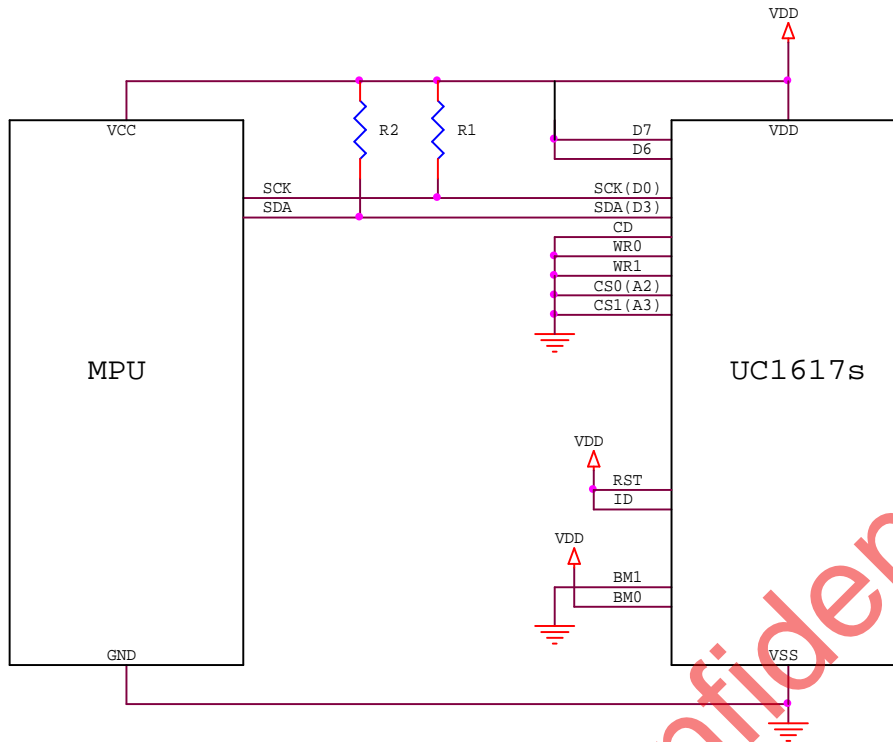 VDD
VCC
R2
R1
D7
D6
VDD
SCK
SDA
SCK(D0)
SDA(D3)
CD
WR0
WR1
CS0(A2)
CS1(A3)
MPU
UC1617s
VDD
RST
ID
VDD
BM1
BM0
GND
VSS